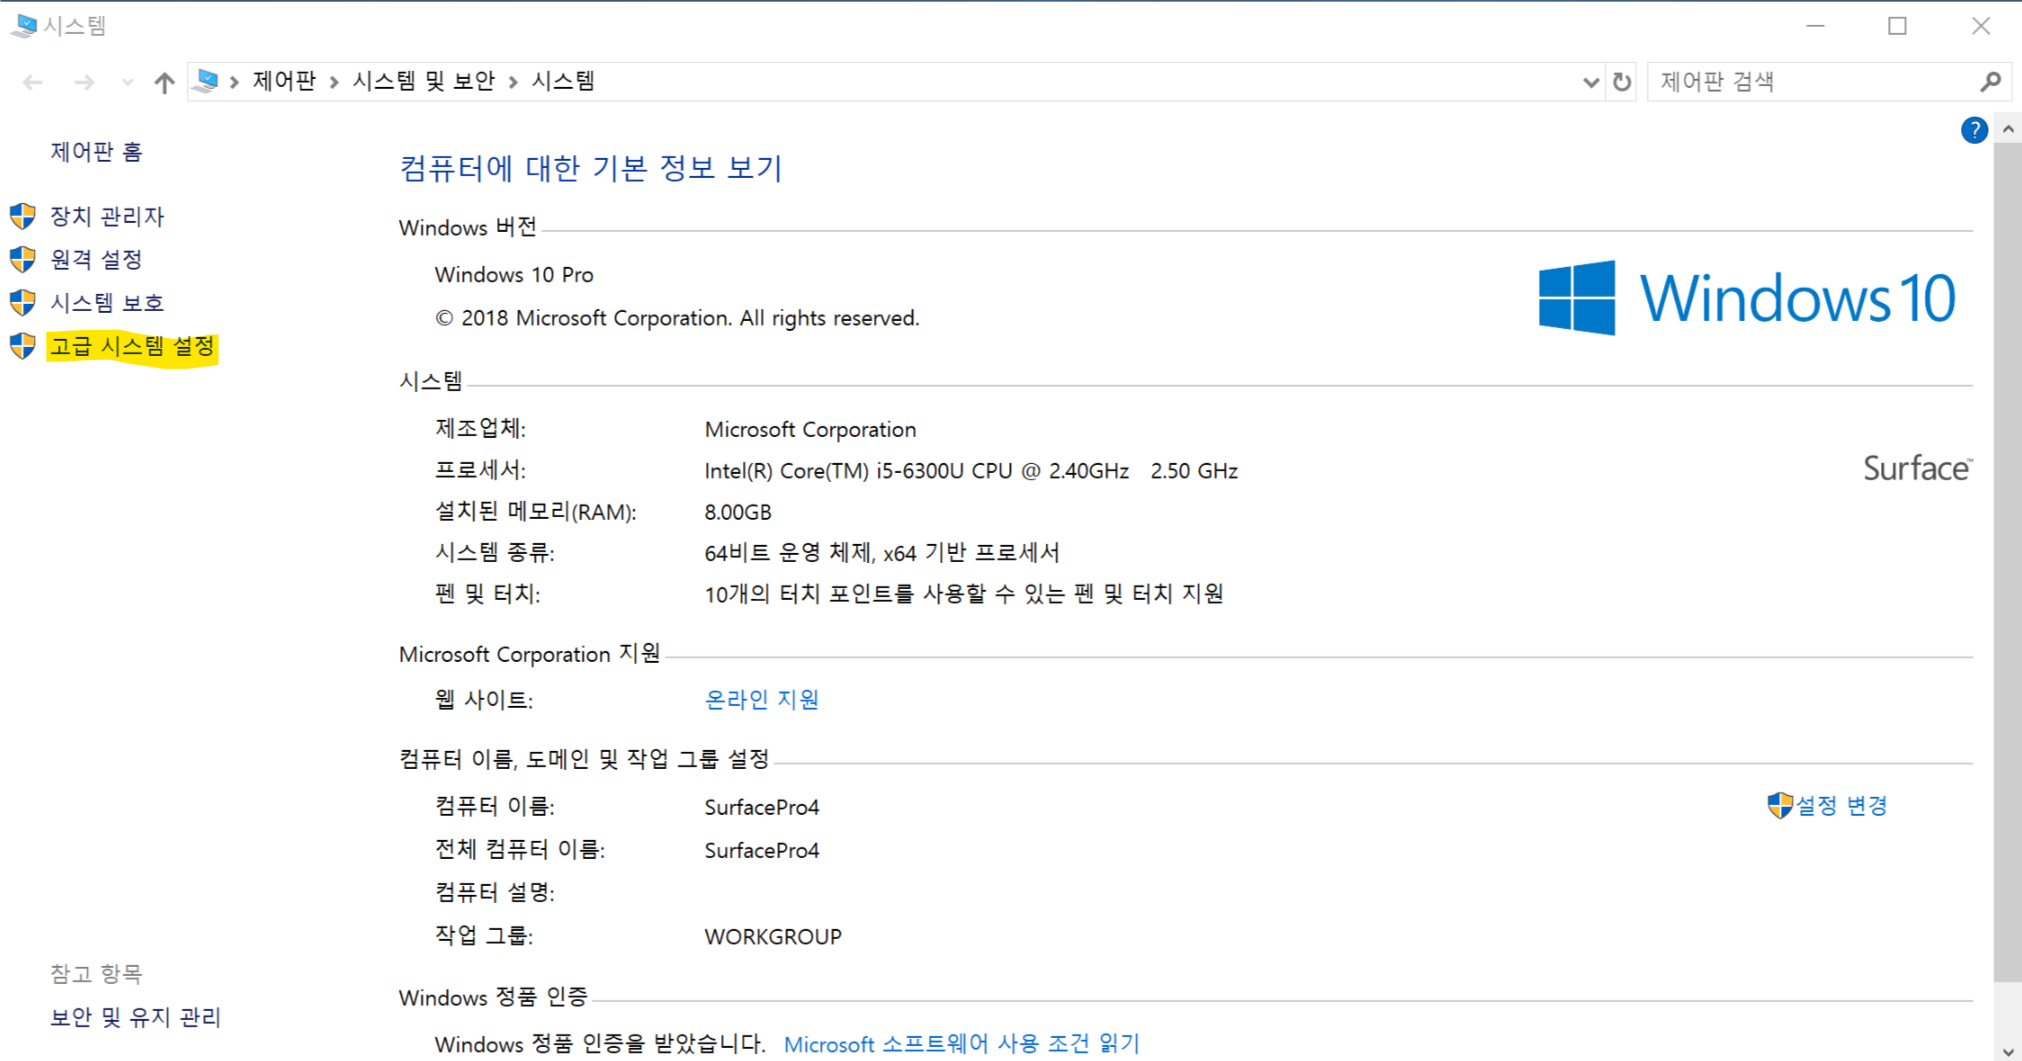 시스템
제어판 시스템 및 보안 시스템 제어판 검색
?
제어판 홈
장치 관리자
원격 설정
시스템 보호
고급 시스템 설정
컴퓨터에 대한 기본 정보 보기
Windows 버전
Windows 10 Pro
© 2018 Microsoft Corporation. All rights reserved.
Windows 10
시스템
제조업체: Microsoft Corporation
프로세서: Intel(R) Core(TM) i5-6300U CPU @ 2.40GHz 2.50 GHz
설치된 메모리(RAM): 8.00GB
시스템 종류: 64비트 운영 체제, x64 기반 프로세서
펜 및 터치: 10개의 터치 포인트를 사용할 수 있는 펜 및 터치 지원
Surface™
Microsoft Corporation 지원
웹 사이트: 온라인 지원
컴퓨터 이름, 도메인 및 작업 그룹 설정
컴퓨터 이름: SurfacePro4 설정 변경
전체 컴퓨터 이름: SurfacePro4
컴퓨터 설명:
작업 그룹: WORKGROUP
Windows 정품 인증
Windows 정품 인증을 받았습니다. Microsoft 소프트웨어 사용 조건 읽기
참고 항목
보안 및 유지 관리